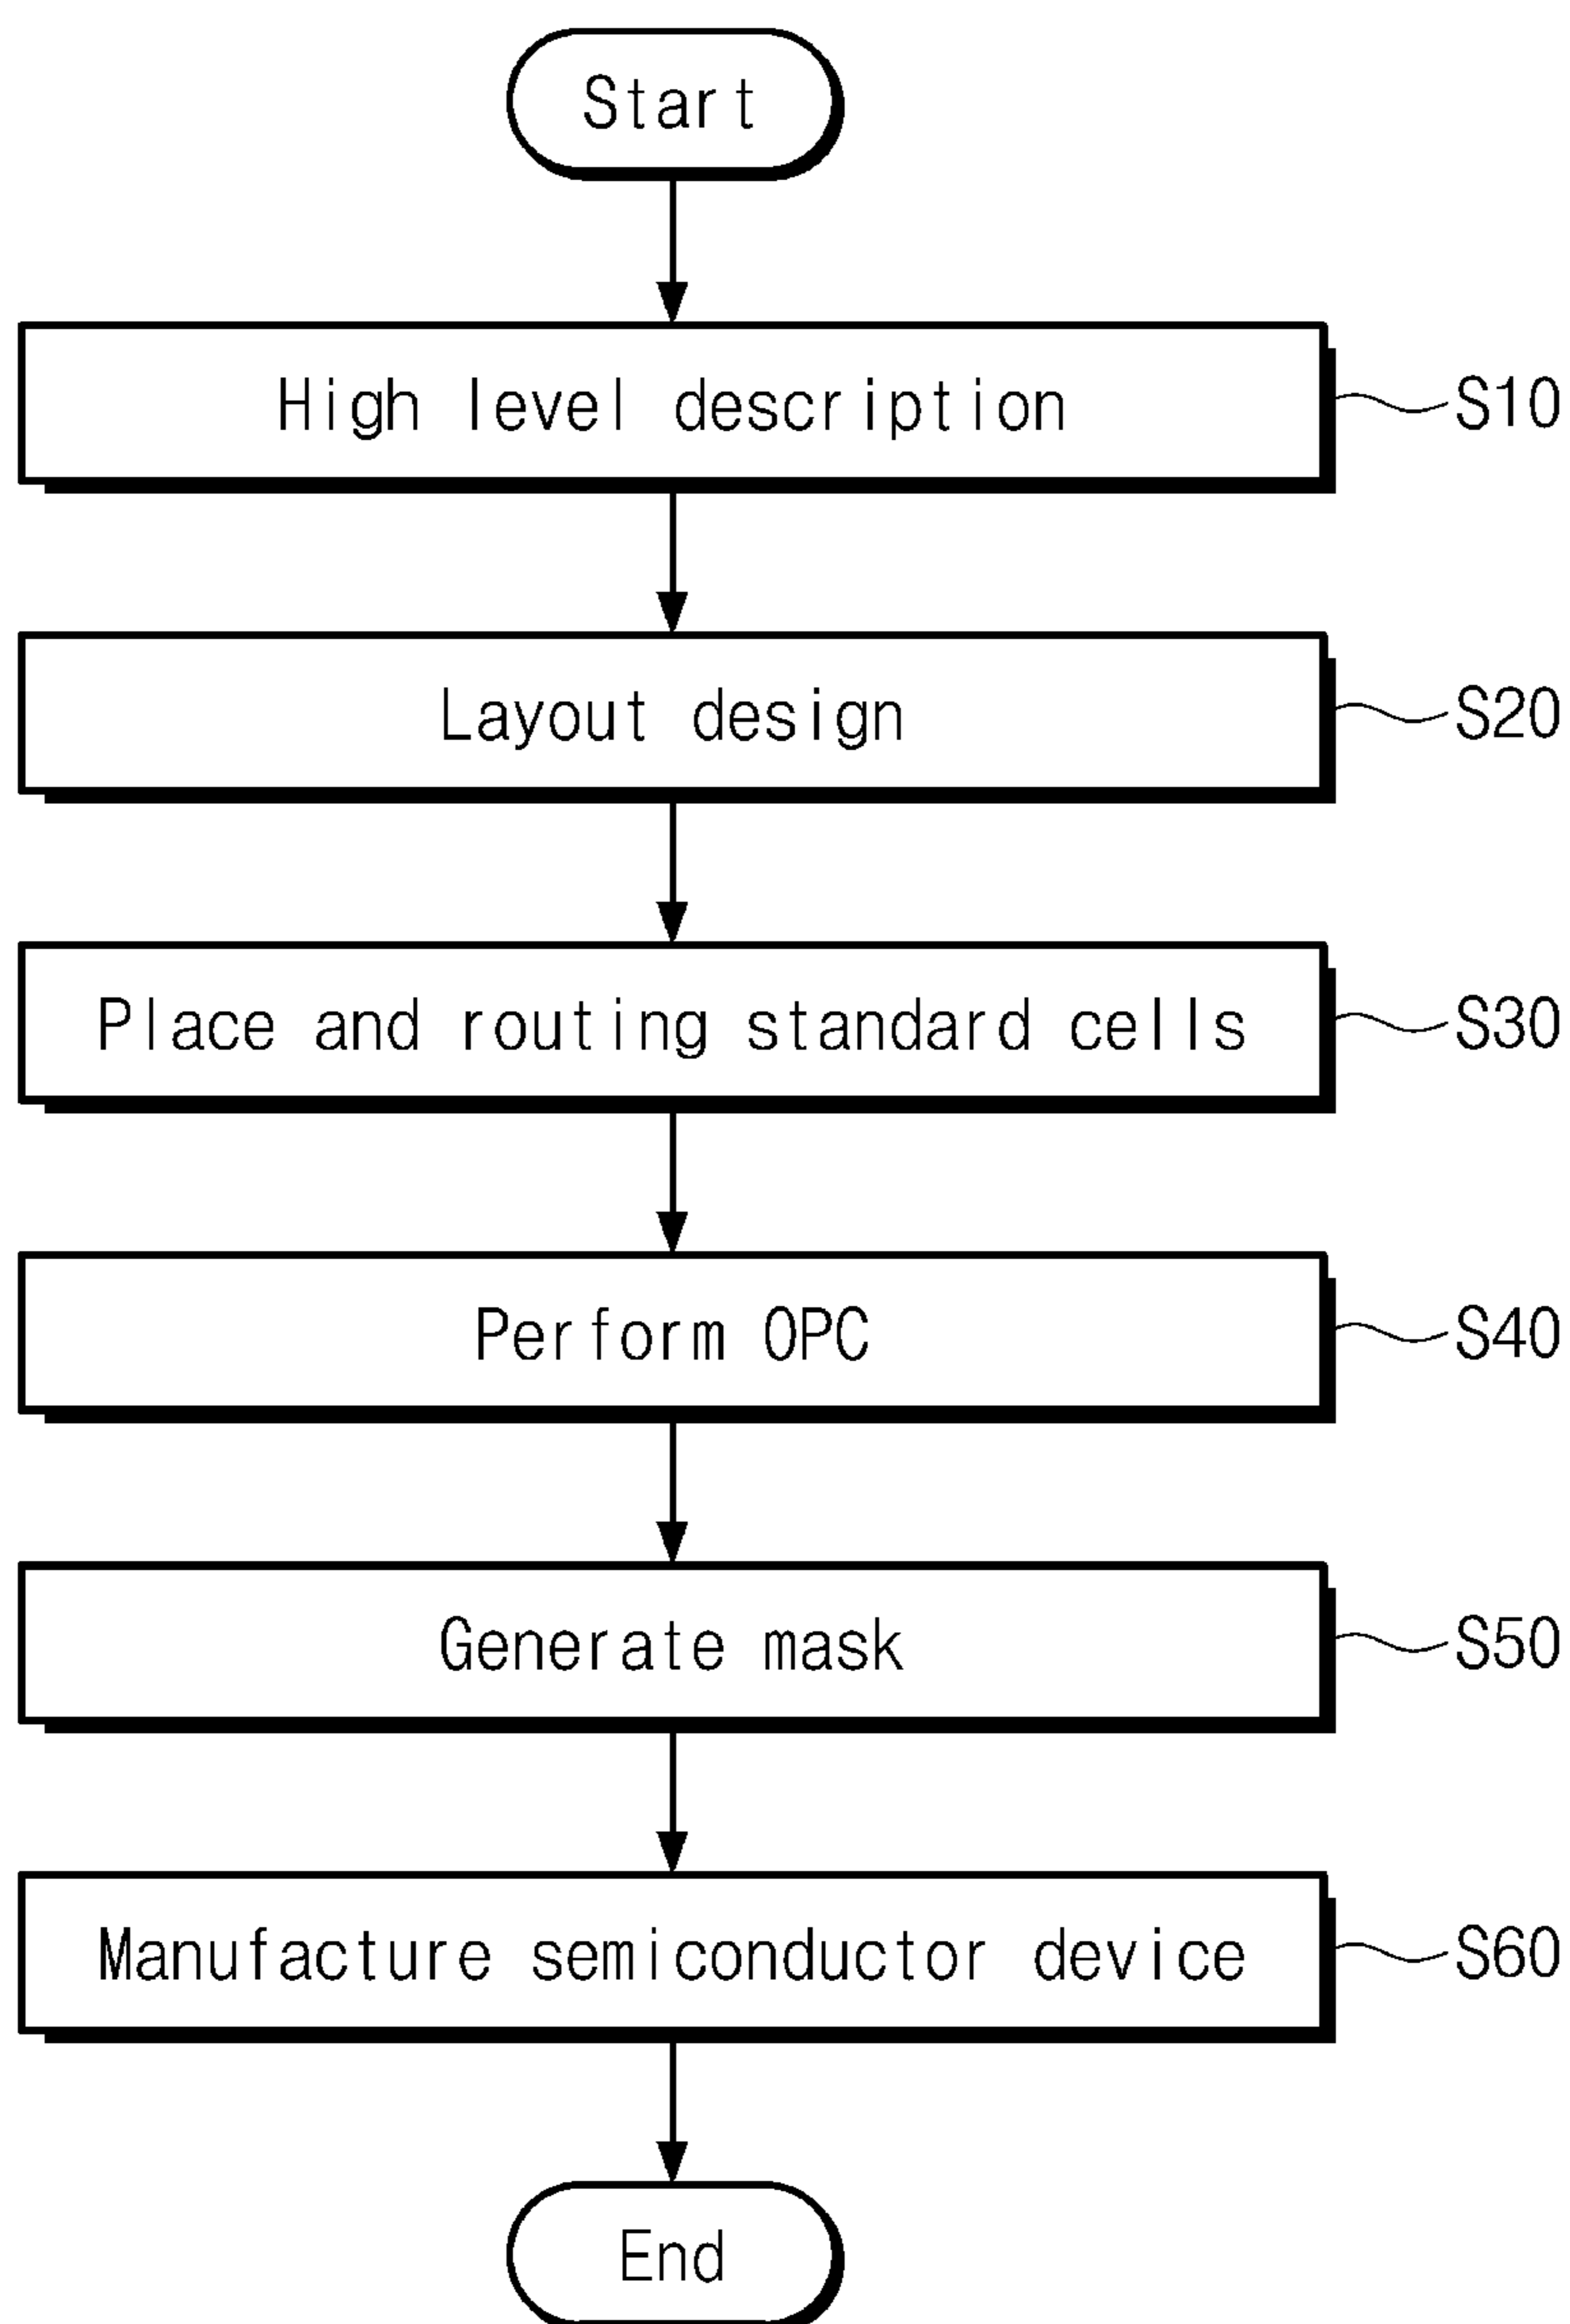 Start
High level description
S10
Layout design
S20
Place and routing standard cells
S30
Perform OPC
S40
Generate mask
S50
Manufacture semiconductor device
S60
End